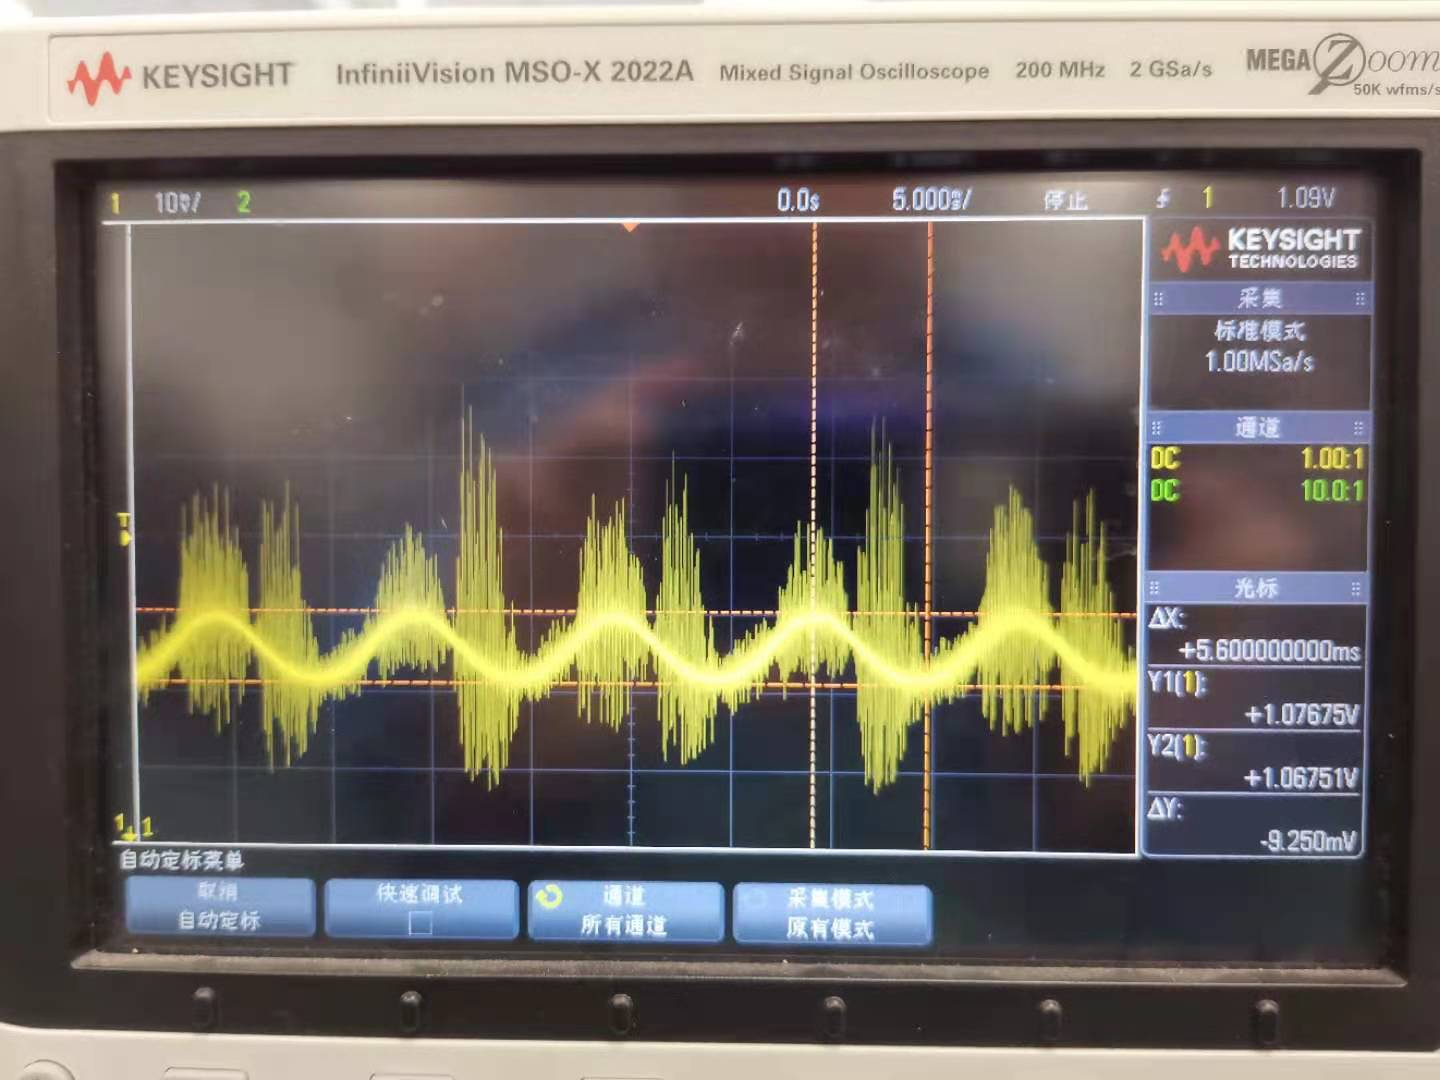 KEYSIGHT InfiniiVision MSO-X 2022A Mixed Signal Oscilloscope 200 MHz 2 GSa/s MEGA Zoom
50K wfms/s
1 10mV/ 2 0.0s 5.000ms/ 停止 1 1.09V
KEYSIGHT
TECHNOLOGIES
采集
标准模式
1.00MSa/s
通道
DC 1.00:1
DC 10.0:1
光标
ΔX:
+5.600000000ms
Y1(1):
+1.07675V
Y2(1):
+1.06751V
ΔY:
-9.250mV
T
1 1
自动定标菜单
取消
自动定标
快速调试
通道
所有通道
采集模式
原有模式